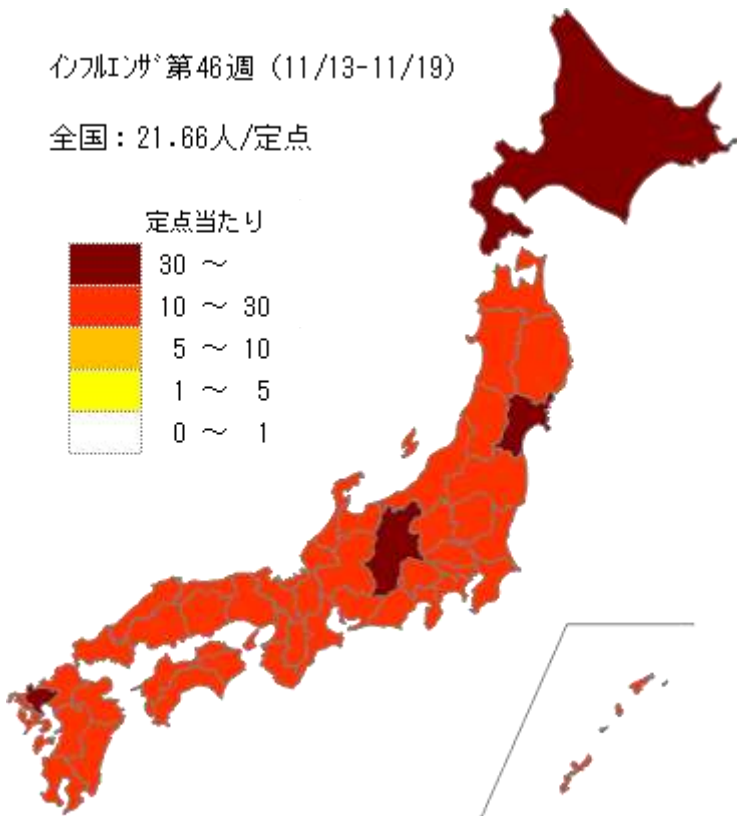 インフルエンザ第46週 (11/13-11/19)
全国：21.66人/定点
定点当たり
30 ～
10 ～ 30
5 ～ 10
1 ～ 5
0 ～ 1